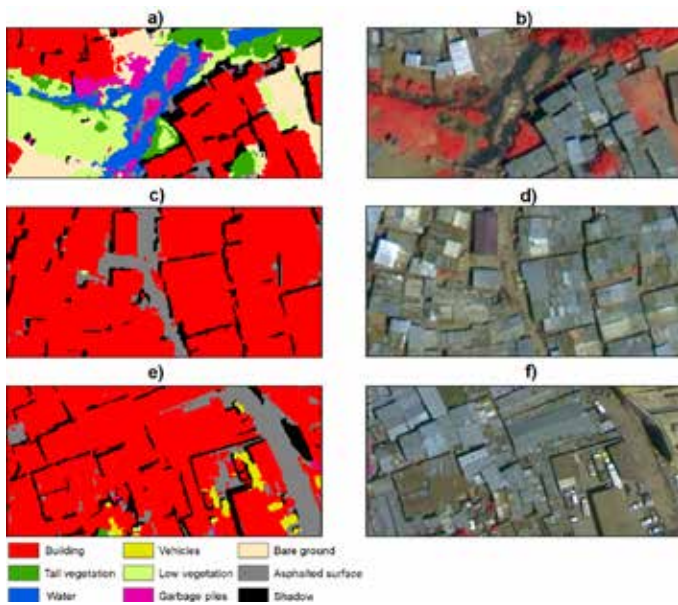 a)
b)
c)
d)
e)
f)
Building Vehicles Bare ground
Tall vegetation Low vegetation Asphalted surface
Water Garbage piles Shadow